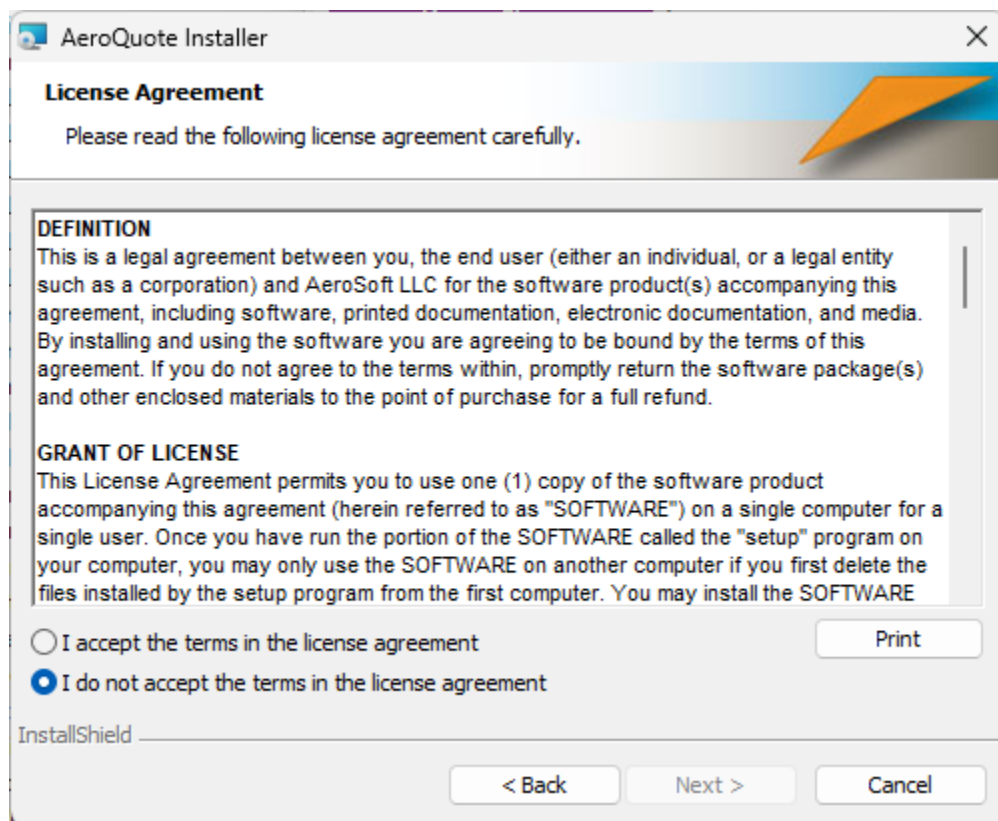 AeroQuote Installer
License Agreement
Please read the following license agreement carefully.
DEFINITION
This is a legal agreement between you, the end user (either an individual, or a legal entity
such as a corporation) and AeroSoft LLC for the software product(s) accompanying this
agreement, including software, printed documentation, electronic documentation, and media.
By installing and using the software you are agreeing to be bound by the terms of this
agreement. If you do not agree to the terms within, promptly return the software package(s)
and other enclosed materials to the point of purchase for a full refund.
GRANT OF LICENSE
This License Agreement permits you to use one (1) copy of the software product
accompanying this agreement (herein referred to as "SOFTWARE") on a single computer for a
single user. Once you have run the portion of the SOFTWARE called the "setup" program on
your computer, you may only use the SOFTWARE on another computer if you first delete the
files installed by the setup program from the first computer. You may install the SOFTWARE
I accept the terms in the license agreement
Print
I do not accept the terms in the license agreement
InstallShield
< Back
Next >
Cancel